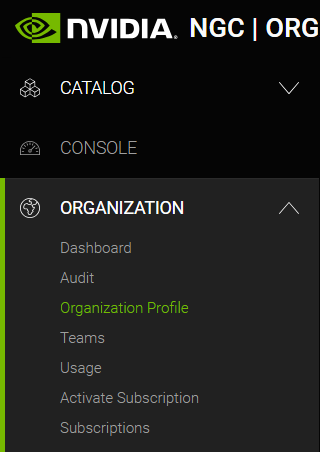 NVIDIA. NGC | ORG
CATALOG
CONSOLE
ORGANIZATION
Dashboard
Audit
Organization Profile
Teams
Usage
Activate Subscription
Subscriptions